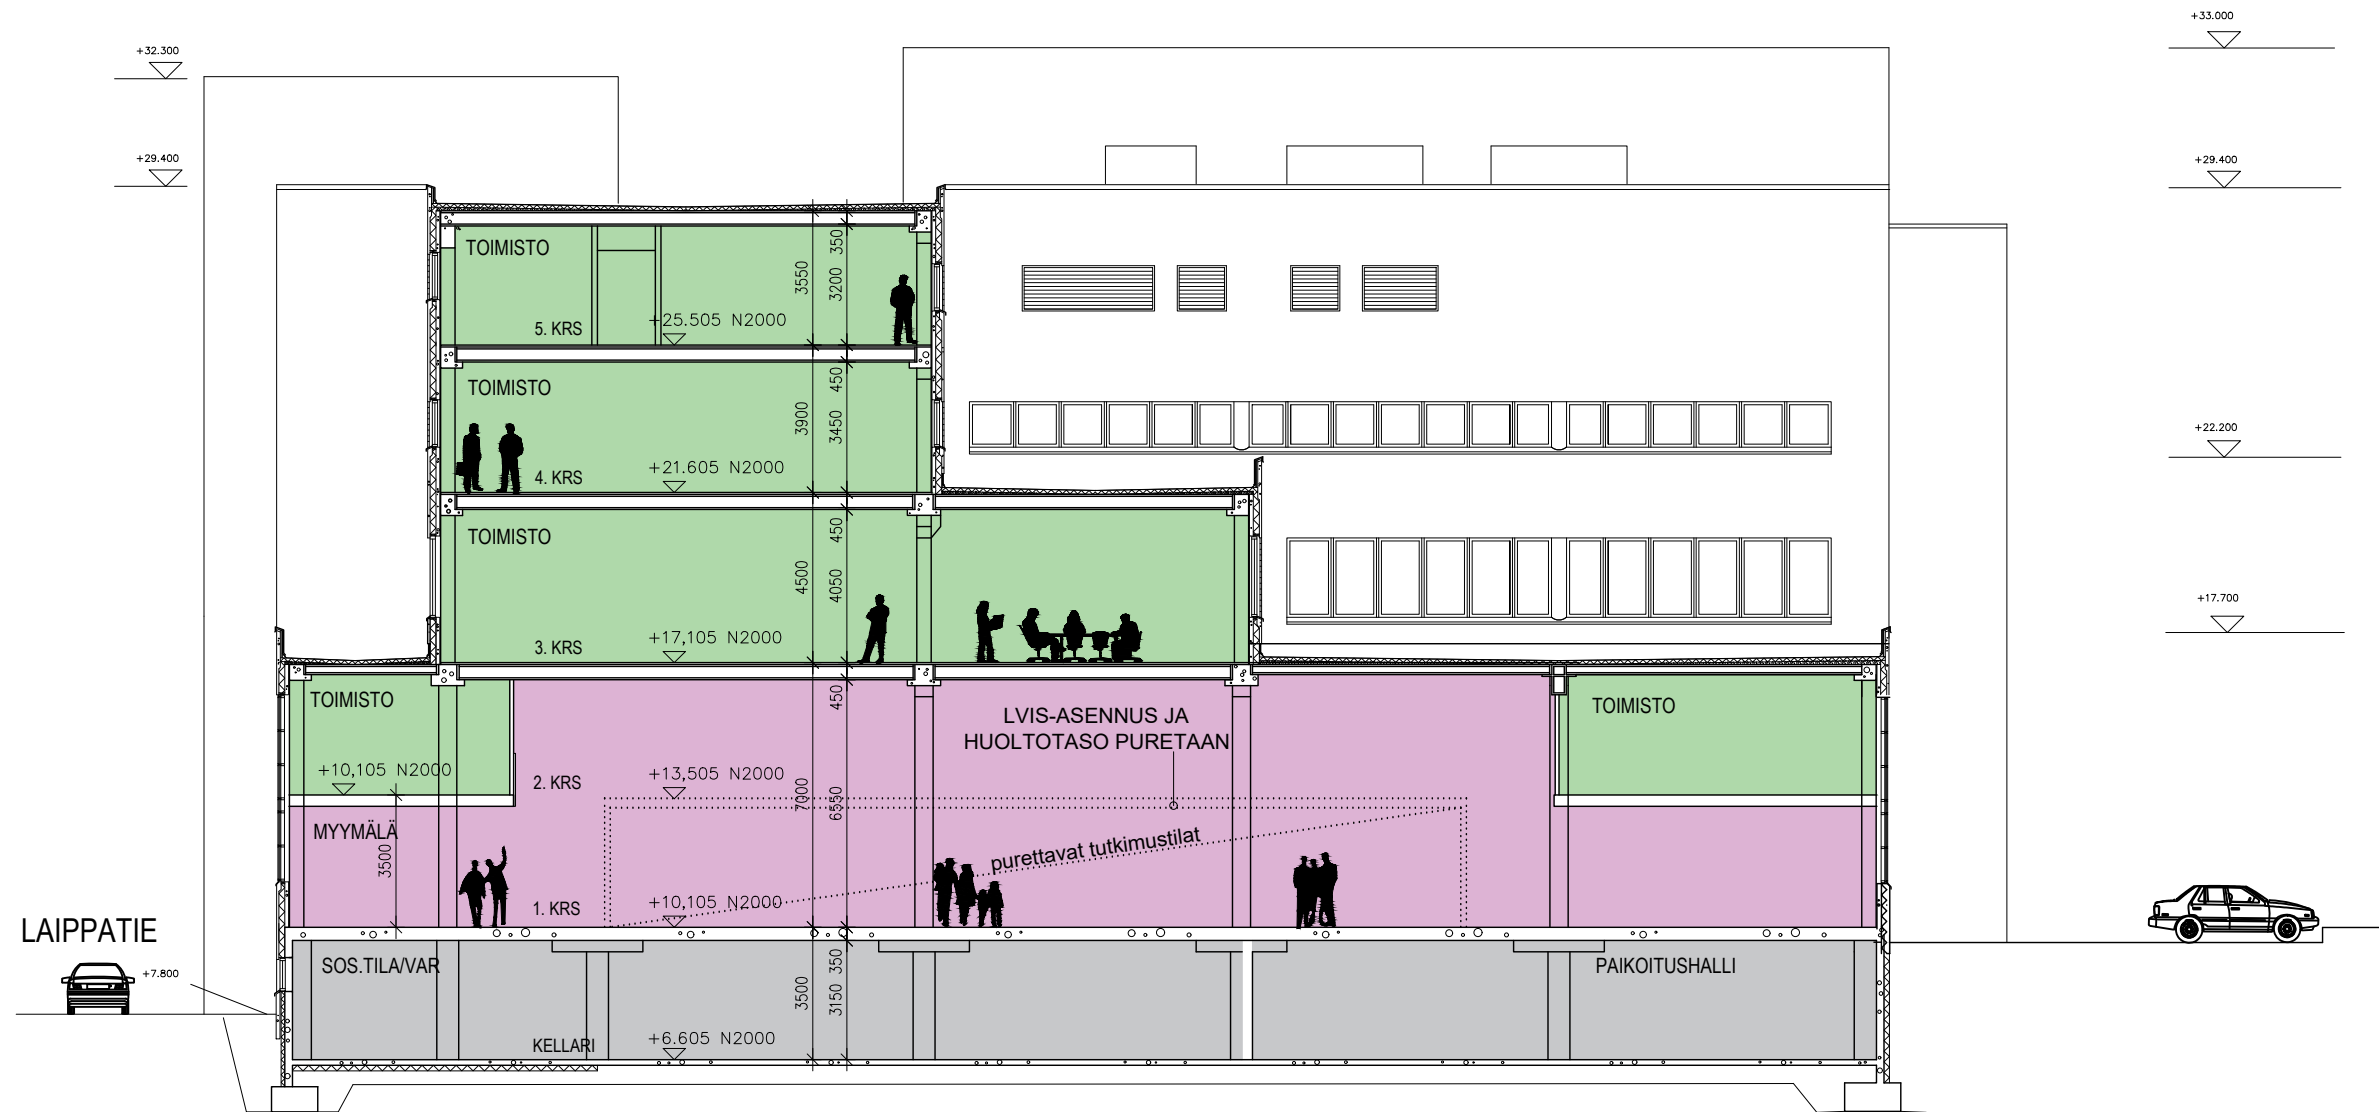 +33.000
+32.300
+29.400
+29.400
TOIMISTO
350
3550
3200
5. KRS
+25.505 N2000
TOIMISTO
450
3900
3450
+22.200
4. KRS
+21.605 N2000
TOIMISTO
450
4500
4050
+17.700
3. KRS
+17,105 N2000
TOIMISTO
450
LVIS-ASENNUS JA
HUOLTOTASO PURETAAN
TOIMISTO
+10,105 N2000
2. KRS
+13,505 N2000
7000
6550
MYYMÄLÄ
3500
purettavat tutkimustilat
1. KRS
+10,105 N2000
LAIPPATIE
+7.800
SOS.TILA/VAR
350
3500
3150
PAIKOITUSHALLI
KELLARI
+6.605 N2000